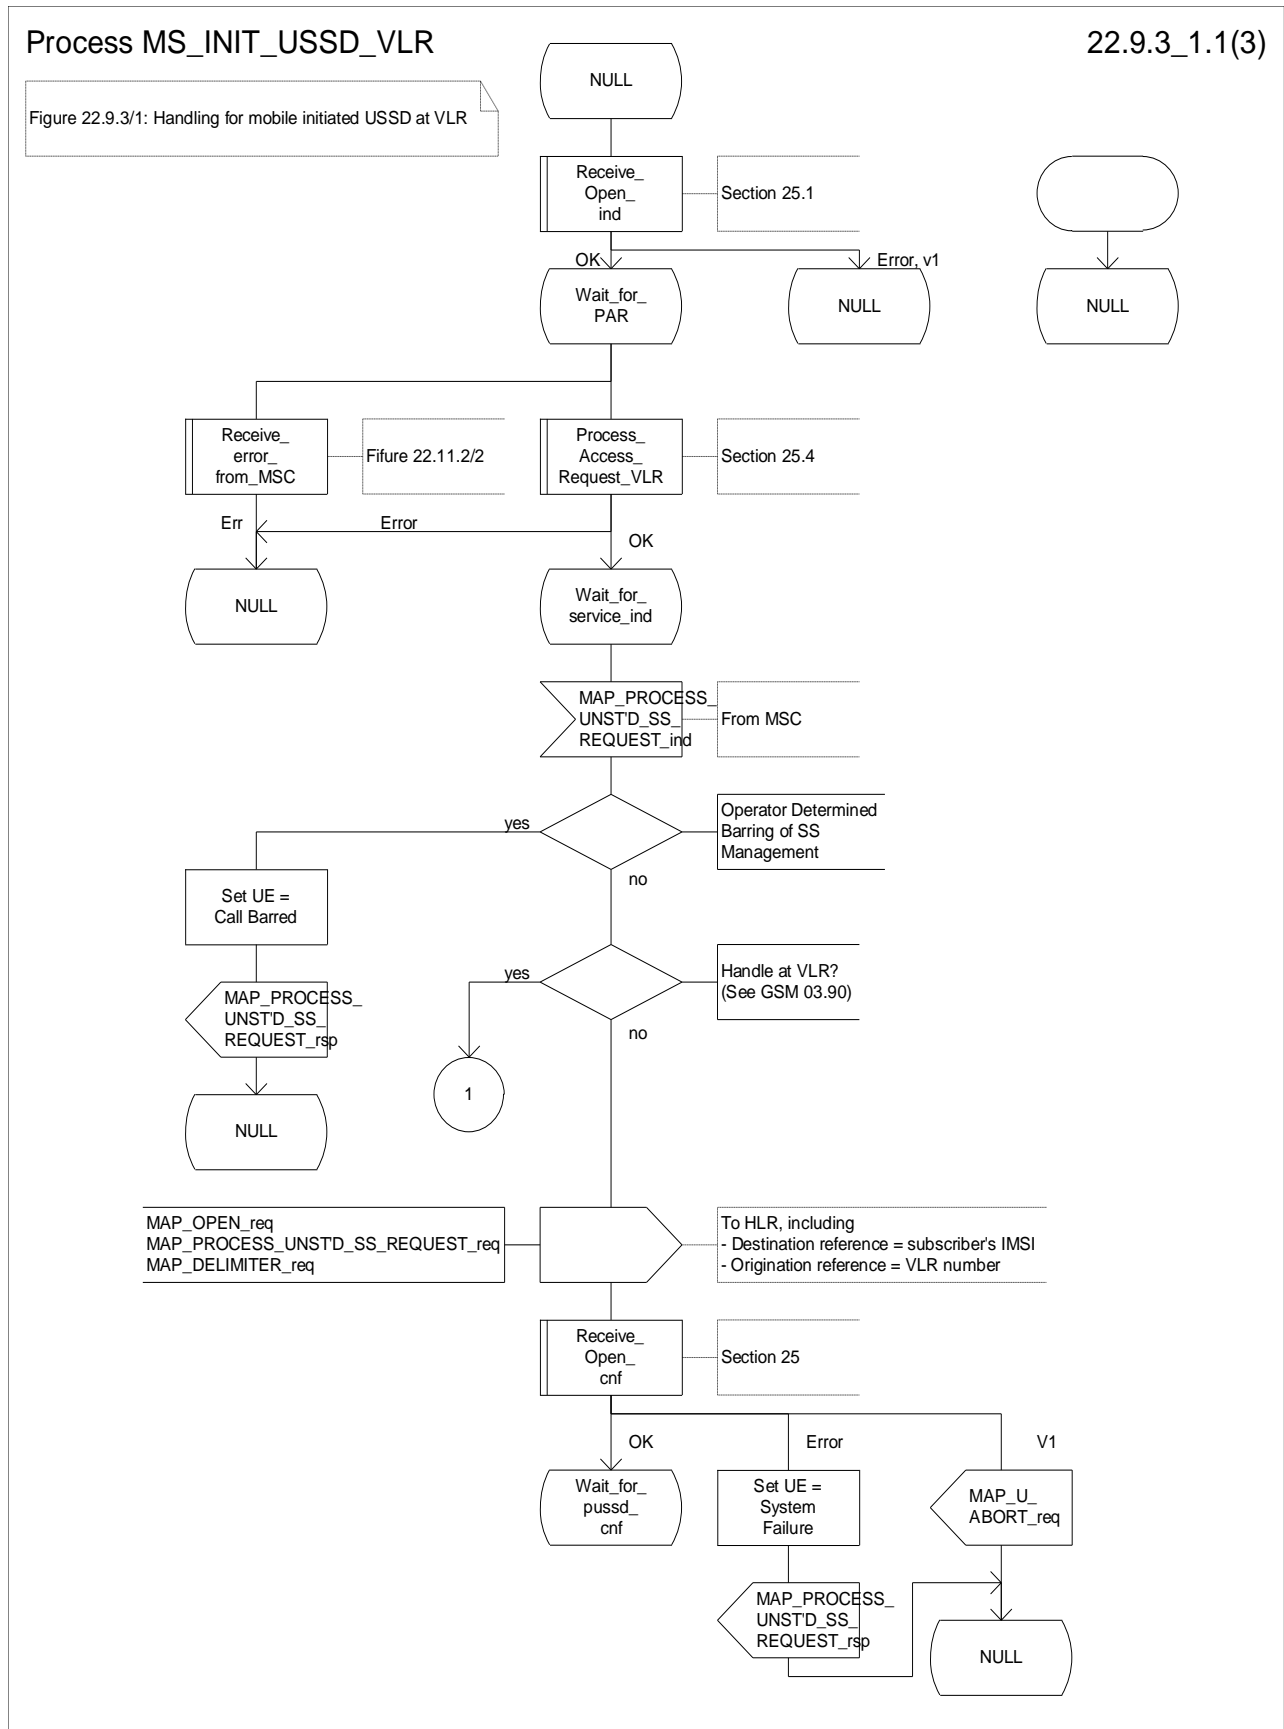 Process MS_INIT_USSD_VLR
22.9.3_1.1(3)
Figure 22.9.3/1: Handling for mobile initiated USSD at VLR
NULL
Receive_
Open_
ind
Section 25.1
OK
Error, v1
Wait_for_
PAR
NULL
NULL
Receive_
error_
from_MSC
Fifure 22.11.2/2
Process_
Access_
Request_VLR
Section 25.4
Err
Error
OK
NULL
Wait_for_
service_ind
MAP_PROCESS_
UNST'D_SS_
REQUEST_ind
From MSC
yes
Operator Determined
Barring of SS
Management
no
Set UE =
Call Barred
yes
Handle at VLR?
(See GSM 03.90)
no
MAP_PROCESS_
UNST'D_SS_
REQUEST_rsp
1
NULL
MAP_OPEN_req
MAP_PROCESS_UNST'D_SS_REQUEST_req
MAP_DELIMITER_req
To HLR, including
- Destination reference = subscriber's IMSI
- Origination reference = VLR number
Receive_
Open_
cnf
Section 25
OK
Error
V1
Wait_for_
pussd_
cnf
Set UE =
System
Failure
MAP_U_
ABORT_req
MAP_PROCESS_
UNST'D_SS_
REQUEST_rsp
NULL